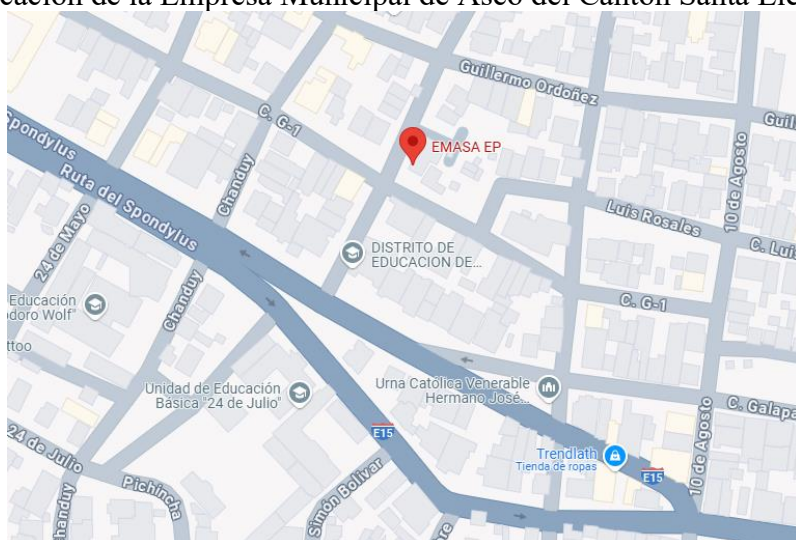 cación de la Empresa Municipal de Aseo del Cantón Santa Ele
Guillermo Ordoñez
Guil
C. G-1
Spondylus
Ruta del Spondylus
Chanduy
EMASA EP
10 de Agosto
24 de Mayo
Luis Rosales
C. Luis
DISTRITO DE
EDUCACION DE...
Educación
odoro Wolf"
Chanduy
C. G-1
ttoo
Unidad de Educación
Básica "24 de Julio"
Urna Católica Venerable
Hermano José...
C. Galapa
E15
24 de Julio
Pichincha
Chanduy
Simón Bolívar
Trendlath
Tienda de ropas
E15
10 de Agosto
re